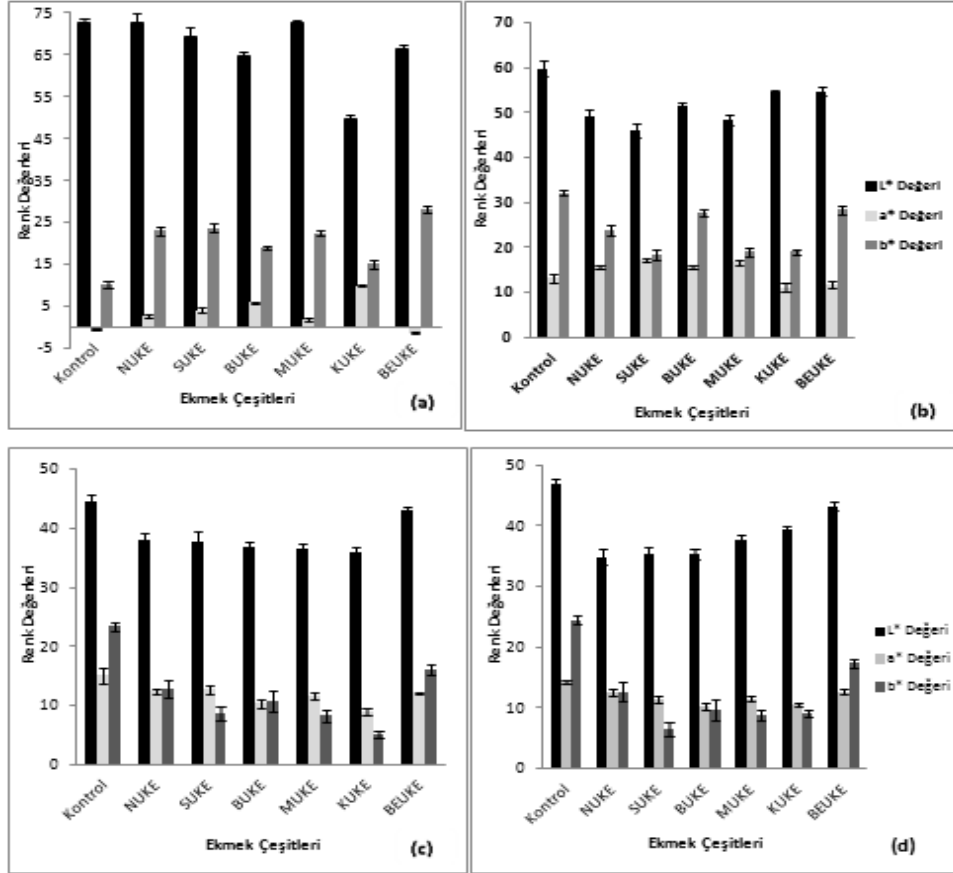 75
65
55
45
35
25
15
5
-5
Renk Değerleri
Kontrol
NUKE
SUKE
BUKE
MUKE
KUKE
BEUKE
Ekmek Çeşitleri
(a)
70
60
50
40
30
20
10
0
Renk Değerleri
Kontrol
NUKE
SUKE
BUKE
MUKE
KUKE
BEUKE
Ekmek Çeşitleri
(b)
L* Değeri
a* Değeri
b* Değeri
50
40
30
20
10
0
Renk Değerleri
Kontrol
NUKE
SUKE
BUKE
MUKE
KUKE
BEUKE
Ekmek Çeşitleri
(c)
50
40
30
20
10
0
Renk Değerleri
Kontrol
NUKE
SUKE
BUKE
MUKE
KUKE
BEUKE
Ekmek Çeşitleri
(d)
L* Değeri
a* Değeri
b* Değeri